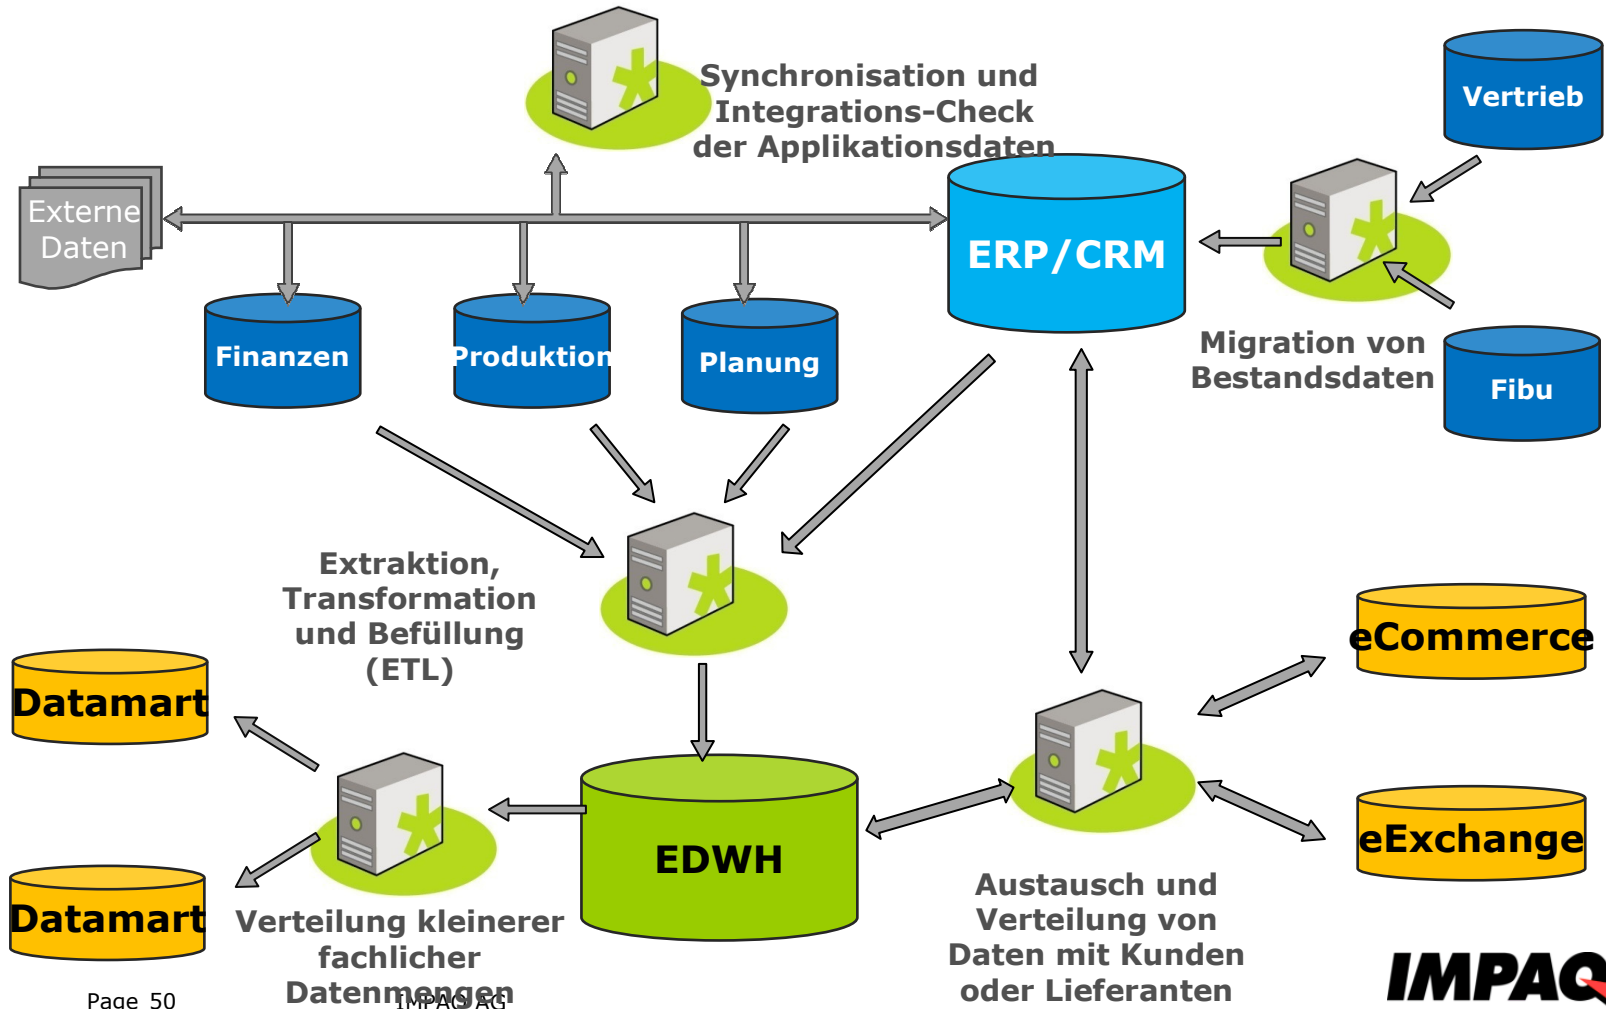 Synchronisation und
Integrations-Check
der Applikationsdaten
Vertrieb
Externe
Daten
ERP/CRM
Finanzen
Produktion
Planung
Migration von
Bestandsdaten
Fibu
Extraktion,
Transformation
und Befüllung
(ETL)
eCommerce
Datamart
EDWH
eExchange
Datamart
Verteilung kleinerer
fachlicher
Datenmengen
Austausch und
Verteilung von
Daten mit Kunden
oder Lieferanten
Page 50
IMPAQ AG
IMPAQ